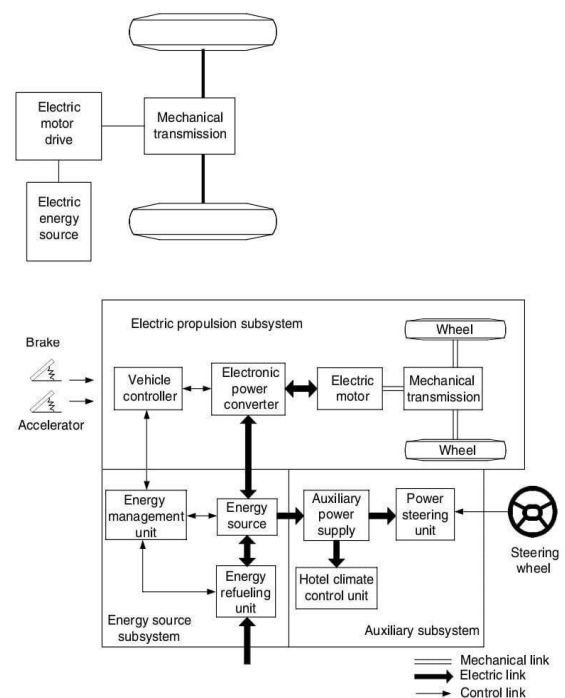 Electric
motor
drive
Mechanical
transmission
Electric
energy
source
Electric propulsion subsystem
Wheel
Brake
Vehicle
controller
Electronic
power
converter
Electric
motor
Mechanical
transmission
Accelerator
Wheel
Energy
management
unit
Energy
source
Auxiliary
power
supply
Power
steering
unit
Steering
wheel
Energy
refueling
unit
Hotel climate
control unit
Energy source
subsystem
Auxiliary subsystem
Mechanical link
Electric link
Control link